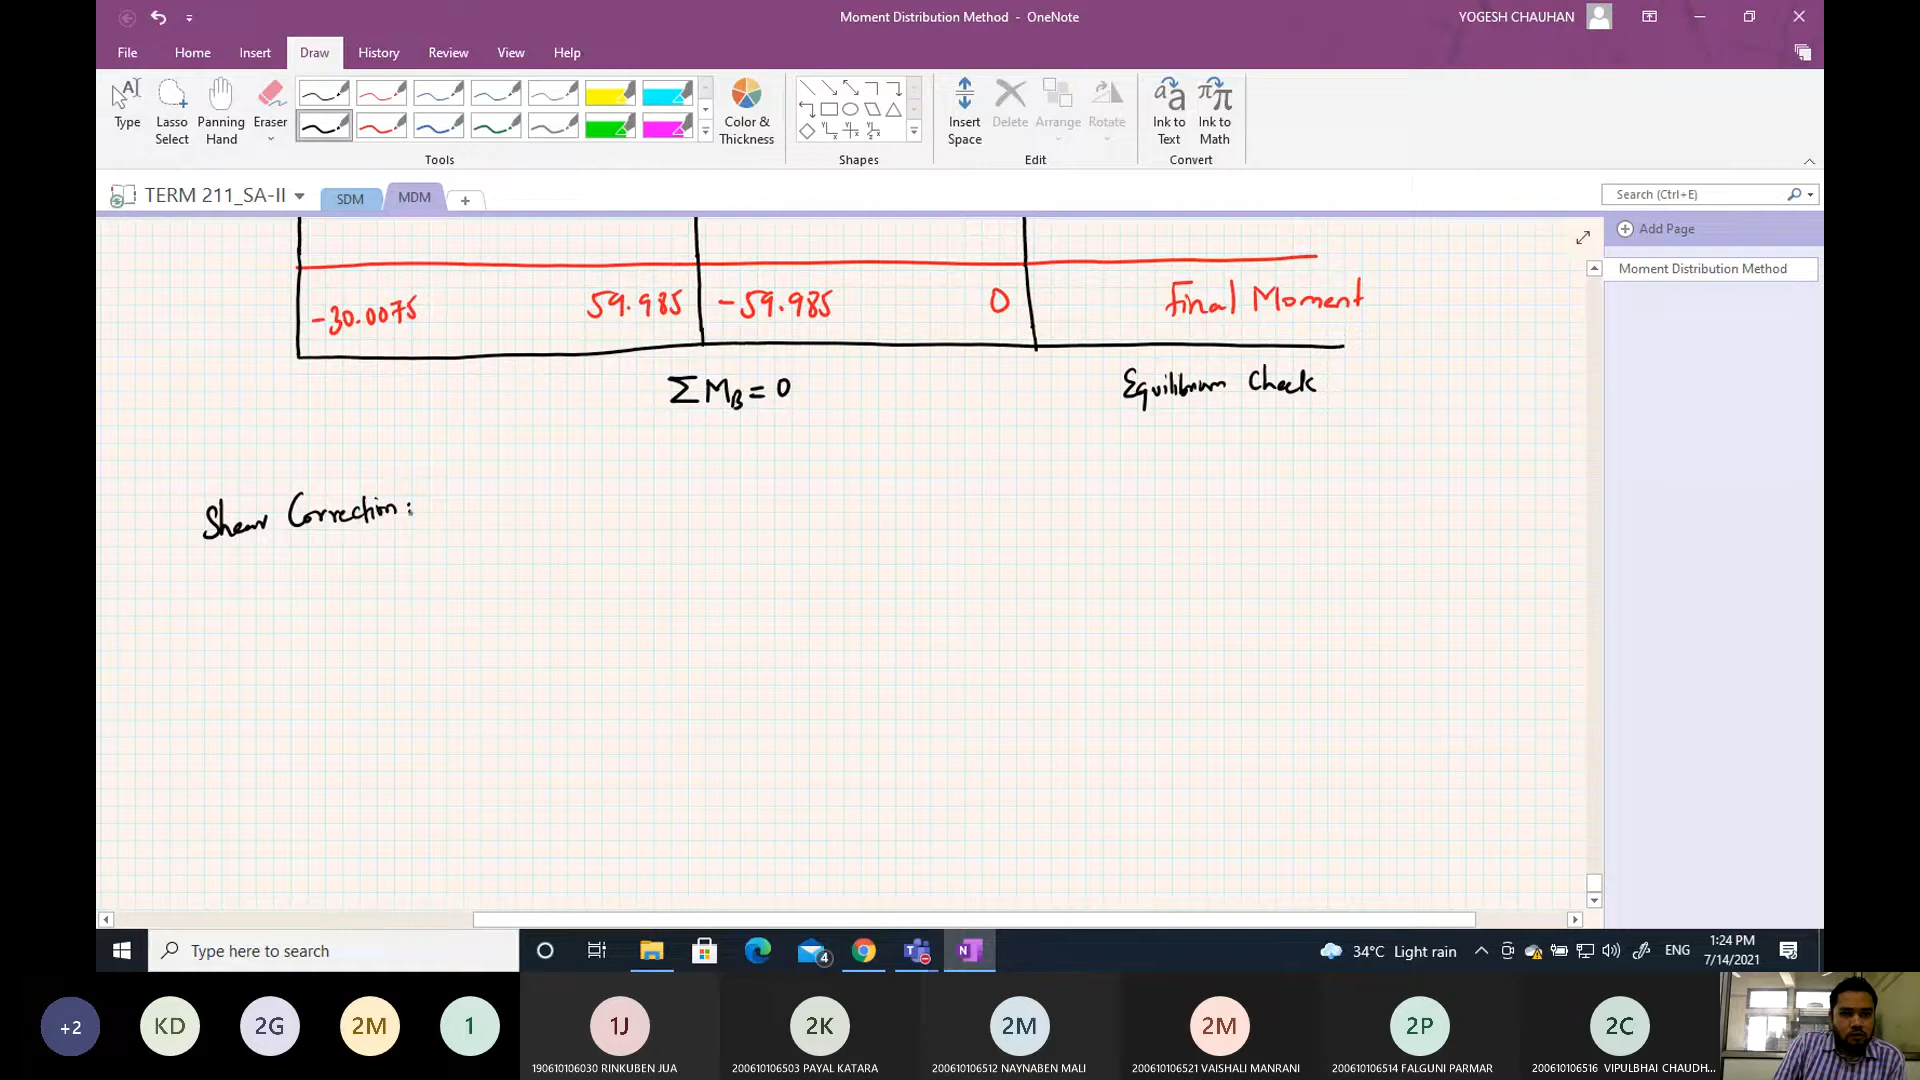 Moment Distribution Method - OneNote
YOGESH CHAUHAN
File Home Insert Draw History View Help
Type
Lasso Select
Panning Hand
Eraser
Color & Thickness
Insert Space
Delete
Arrange
Rotate
Ink to Text
Ink to Math
Tools
Shapes
Edit
Convert
TERM 211_SA-II
SDM
MDM
Search (Ctrl+E)
Add Page
Moment Distribution Method
-30.0075 59.985 -59.985 0 Final Moment
ΣM_B = 0 Equilibrium Check
Shear Correction:
Type here to search
4
34°C Light rain
ENG
1:24 PM
7/14/2021
+2
KD
2G
2M
1
1J
2K
2M
2M
2P
2C
190610106030 RINKUBEN JUA
200610106503 PAYAL KATARA
200610106512 NAYNABEN MALI
200610106521 VAISHALI MANRANI
200610106514 FALGUNI PARMAR
200610106516 VIPULBHAI CHAUDH...